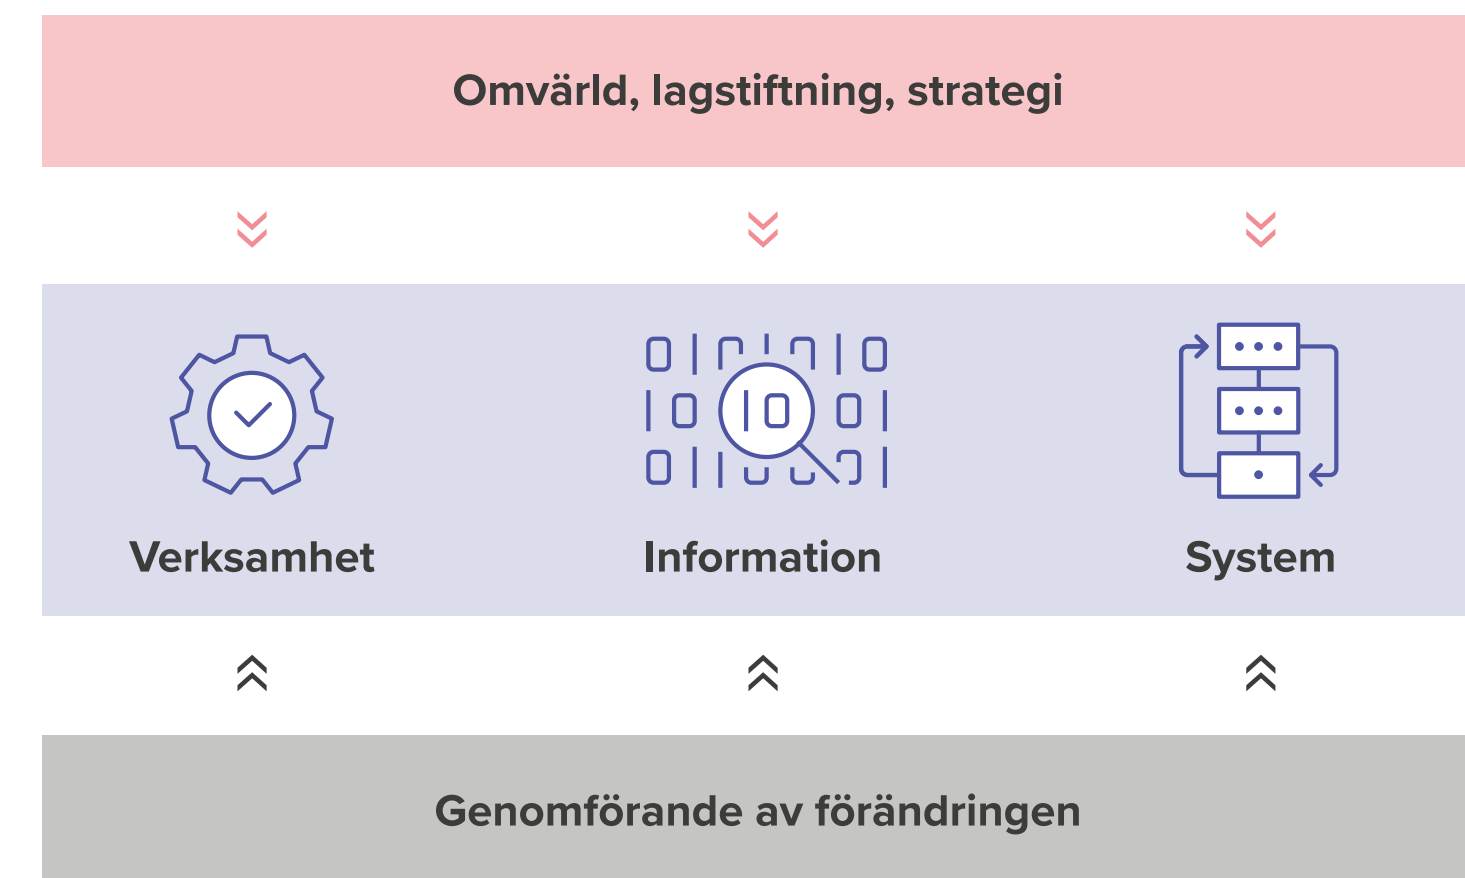 Omvärld, lagstiftning, strategi
Verksamhet
Information
System
Genomförande av förändringen